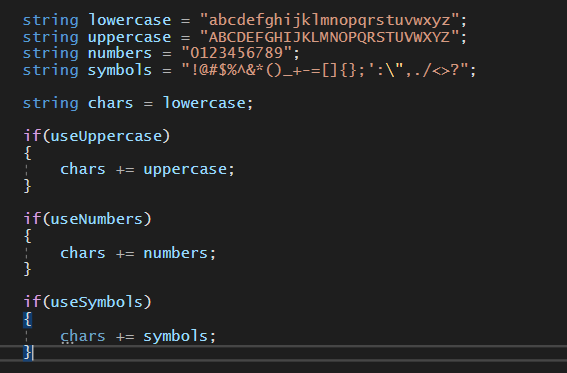 string lowercase = "abcdefghijklmnopqrstuvwxyz";
string uppercase = "ABCDEFGHIJKLMNOPQRSTUVWXYZ";
string numbers = "0123456789";
string symbols = "!@#$%^&*()_+-=[]{};':\",./<>?";
string chars = lowercase;
if(useUppercase)
{
chars += uppercase;
}
if(useNumbers)
{
chars += numbers;
}
if(useSymbols)
{
chars += symbols;
}